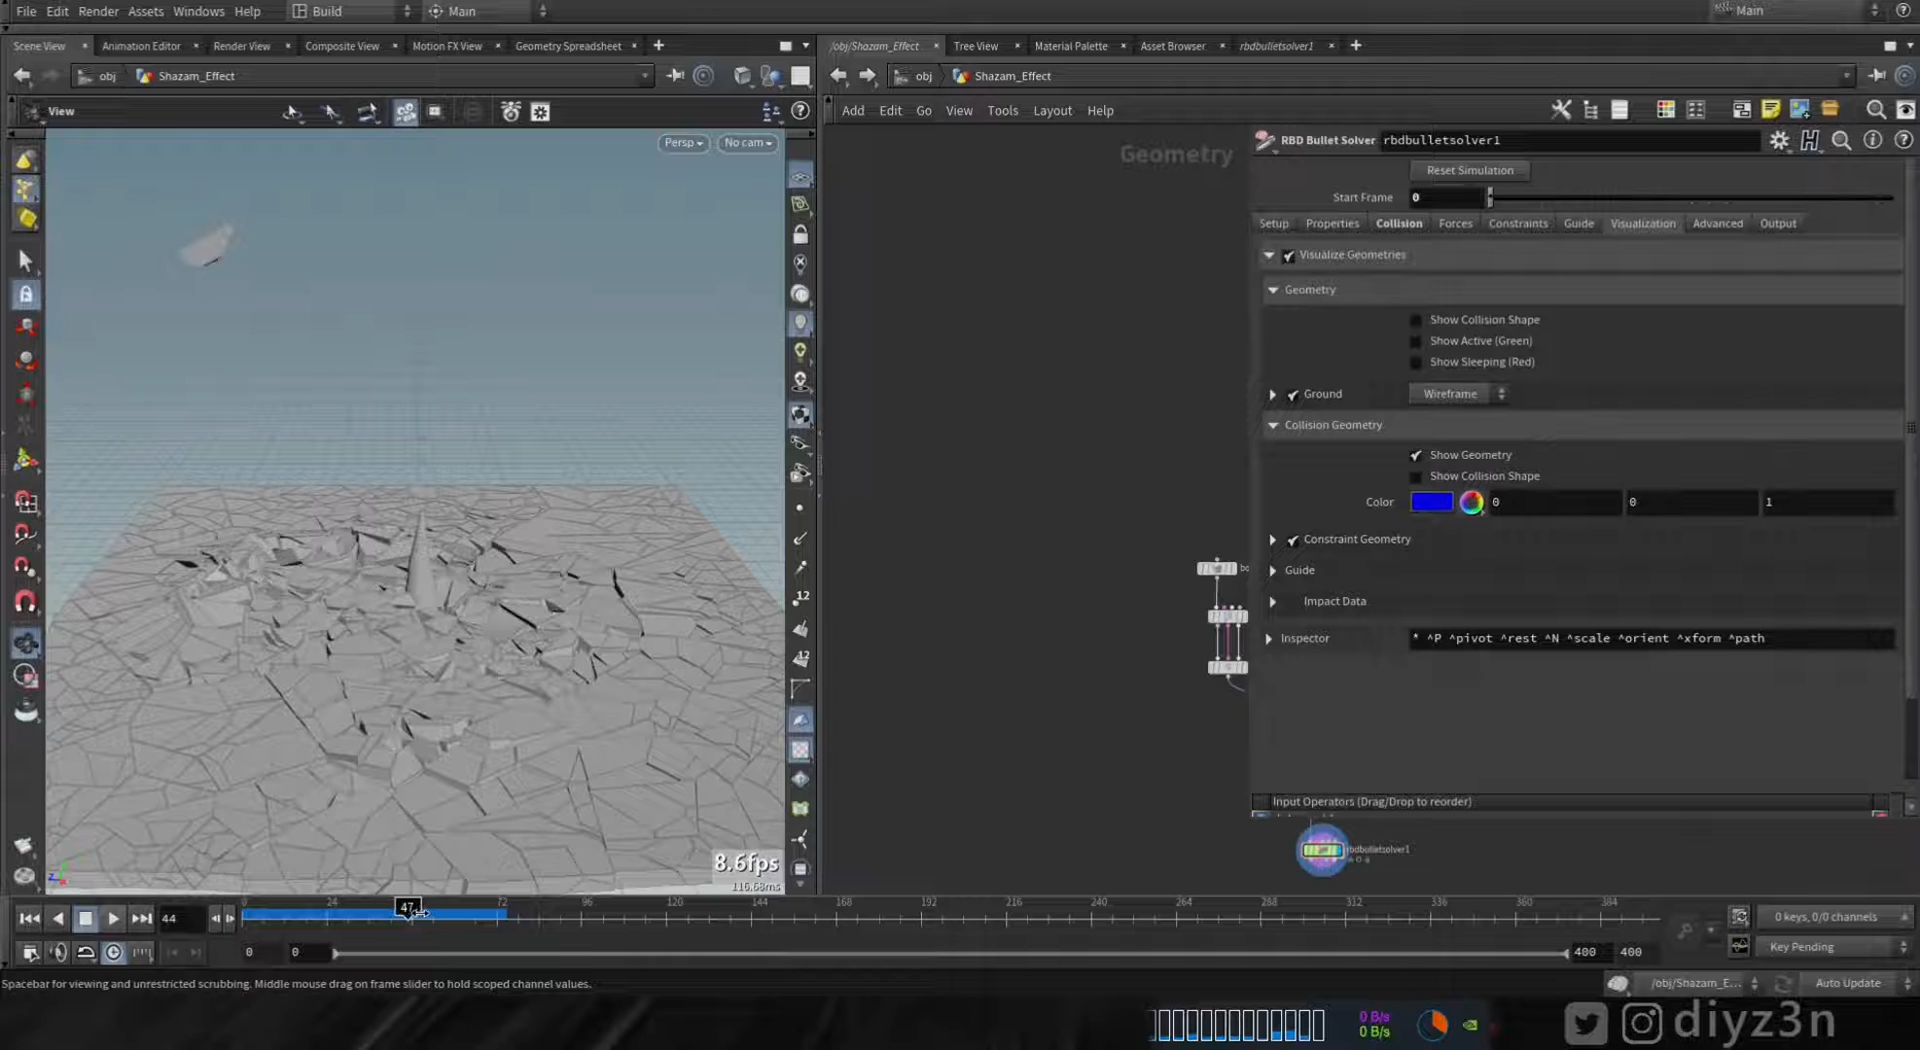 File Edit Render Assets Windows Help Build Main Main
Scene View Animation Editor Render View Composite View Motion FX View Geometry Spreadsheet
/obj/Shazam_Effect Tree View Material Palette Asset Browser rbdbulletsolver1
obj Shazam_Effect
obj Shazam_Effect
View
Add Edit Go View Tools Layout Help
Persp No cam
Geometry
RBD Bullet Solver rbdbulletsolver1
Reset Simulation
Start Frame 0
Setup Properties Collision Forces Constraints Guide Visualization Advanced Output
Visualize Geometries
Geometry
Show Collision Shape
Show Active (Green)
Show Sleeping (Red)
Ground Wireframe
Collision Geometry
Show Geometry
Show Collision Shape
Color 0 0 1
Constraint Geometry
Guide
Impact Data
Inspector * ^P ^pivot ^rest ^N ^scale ^orient ^xform ^path
12
12
Input Operators (Drag/Drop to reorder)
rbdbulletsolver1
8.6fps
116.68ms
44 0 24 47 72 96 120 144 168 192 216 240 264 288 312 336 360 384
0 keys, 0/0 channels
0 0 400 400
Key Pending
Spacebar for viewing and unrestricted scrubbing. Middle mouse drag on frame slider to hold scoped channel values.
/obj/Shazam_E... Auto Update
0 B/s
0 B/s
diyz3n